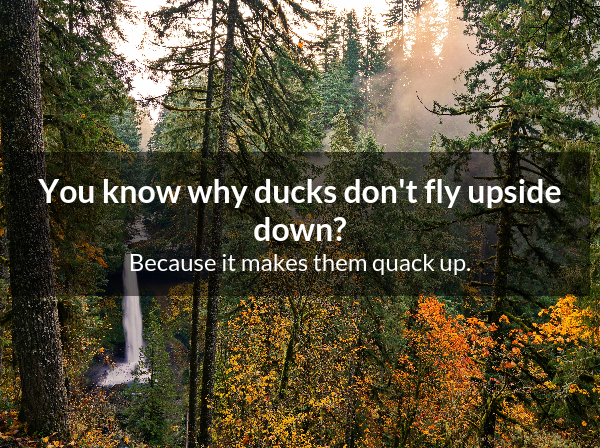 You know why ducks don't fly upside
down?
Because it makes them quack up.